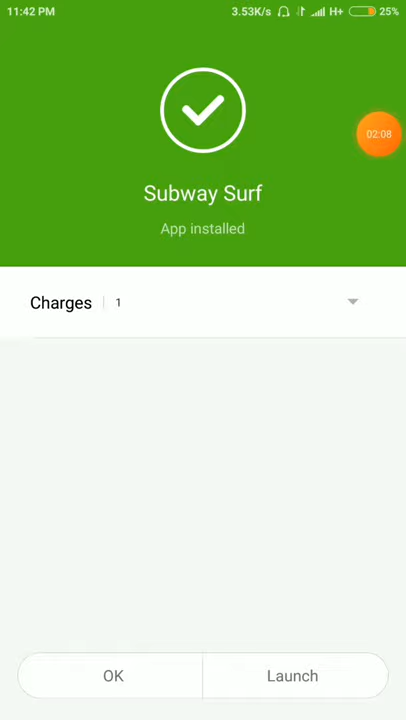 11:42 PM 3.53K/s H+ 25%
02:08
Subway Surf
App installed
Charges 1
OK Launch